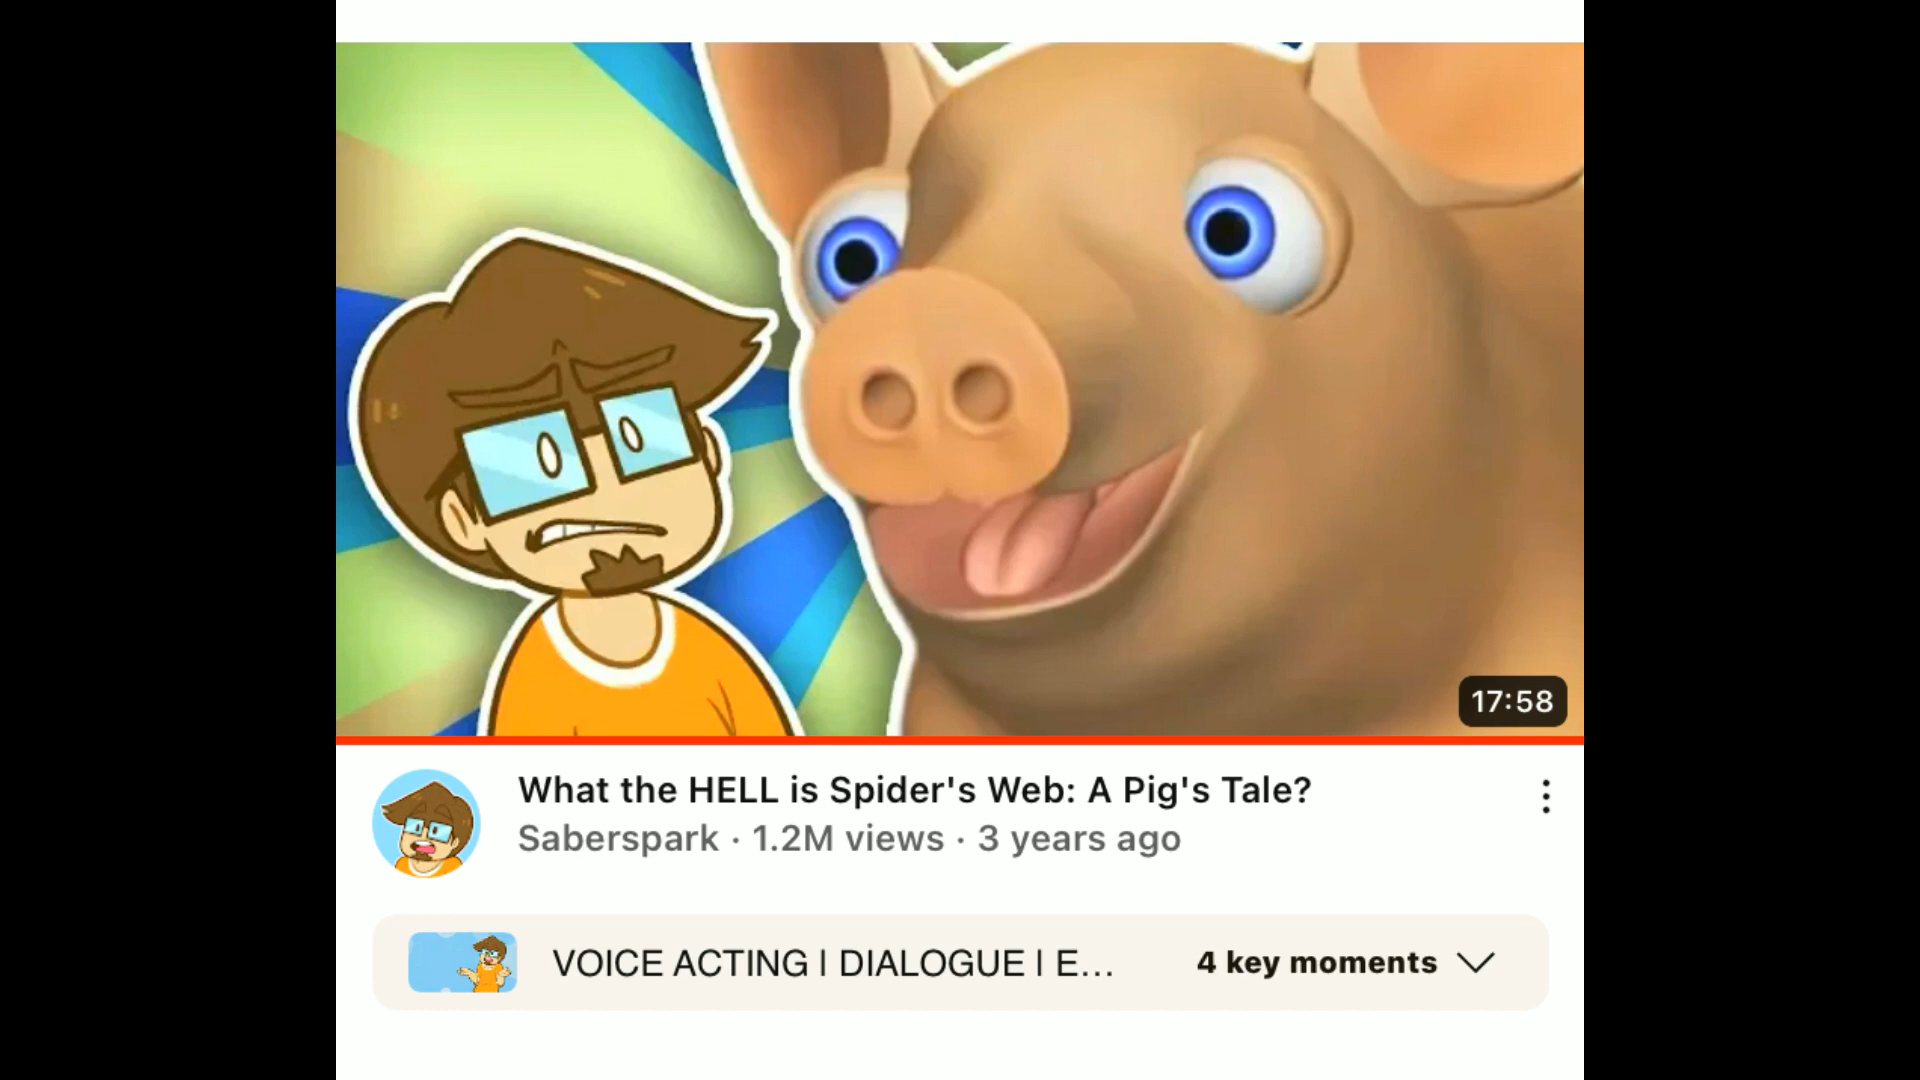 17:58
What the HELL is Spider's Web: A Pig's Tale?
Saberspark · 1.2M views · 3 years ago
VOICE ACTING | DIALOGUE | E... 4 key moments